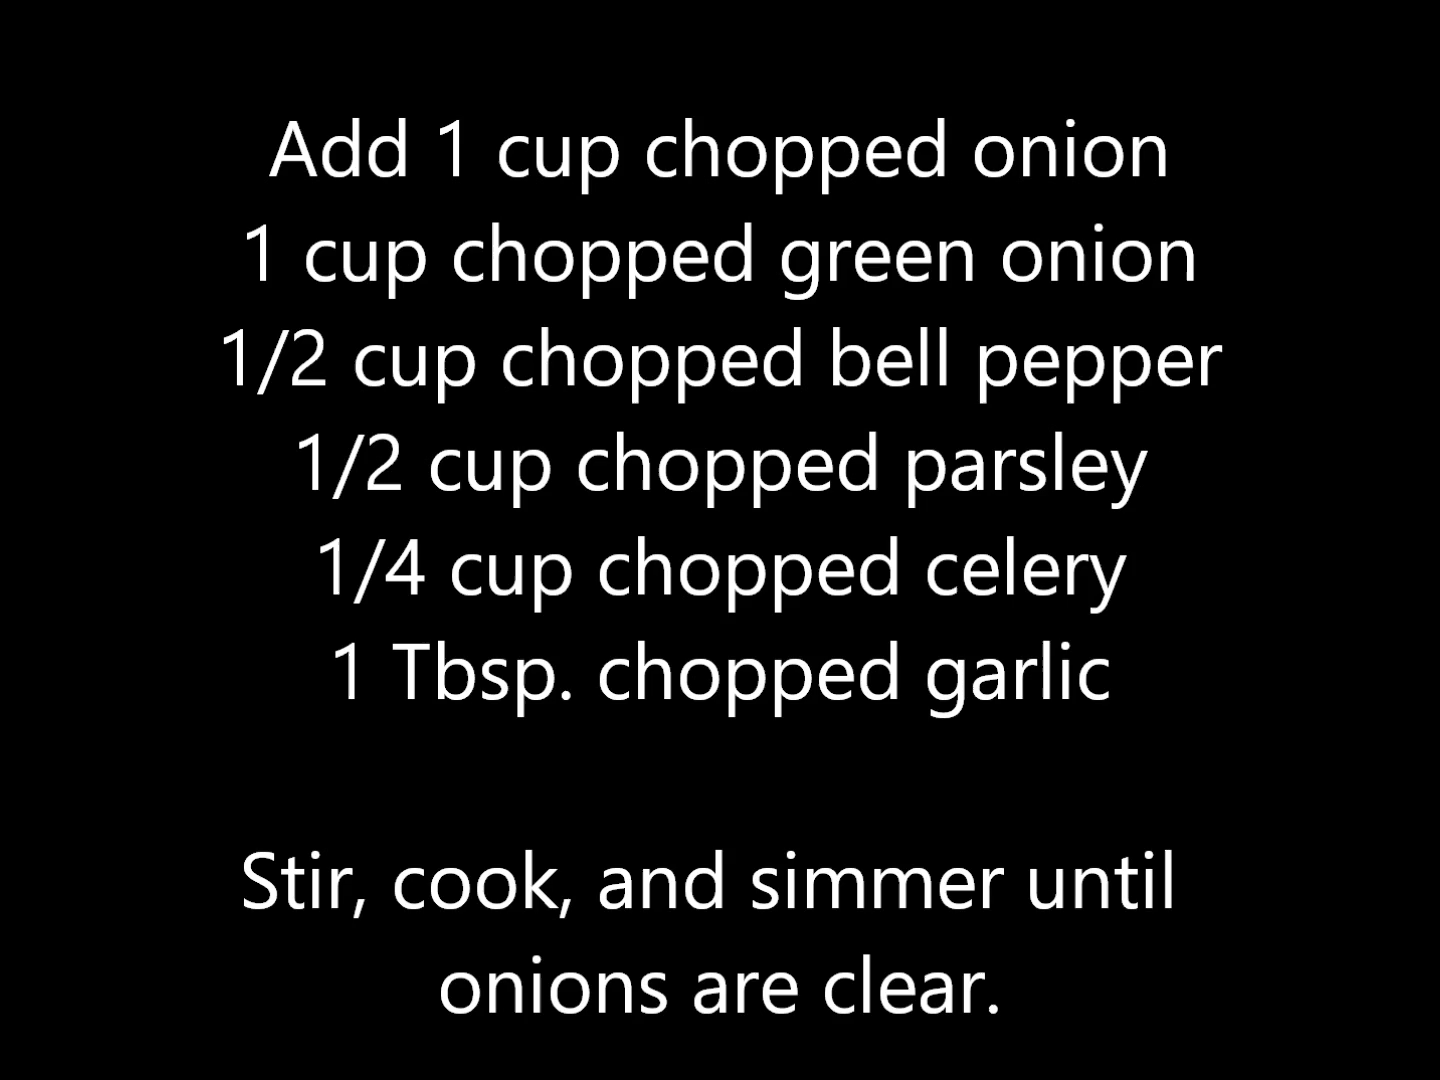 Add 1 cup chopped onion
1 cup chopped green onion
1/2 cup chopped bell pepper
1/2 cup chopped parsley
1/4 cup chopped celery
1 Tbsp. chopped garlic
Stir, cook, and simmer until
onions are clear.